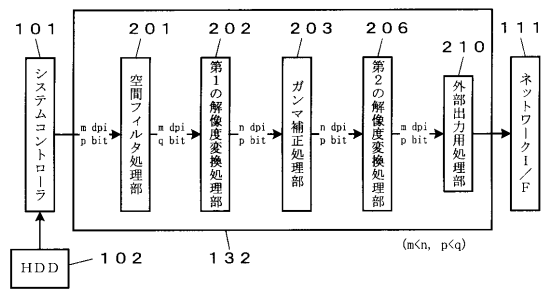 101
201
202
203
206
210
111
システムコントローラ
m dpi
p bit
空間フィルタ処理部
m dpi
q bit
第1の解像度変換処理部
n dpi
p bit
ガンマ補正処理部
n dpi
p bit
第2の解像度変換処理部
m dpi
p bit
外部出力用処理部
ネットワークI/F
HDD
102
132
(m<n, p<q)